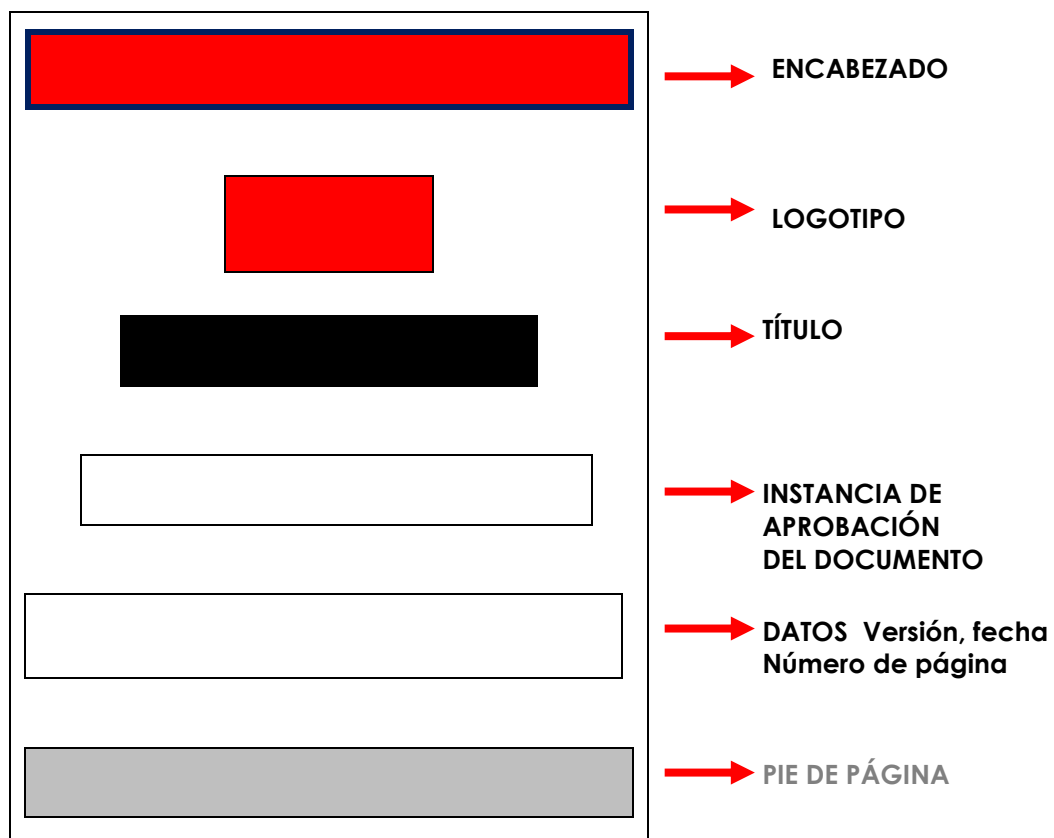 ENCABEZADO
LOGOTIPO
TÍTULO
INSTANCIA DE
APROBACIÓN
DEL DOCUMENTO
DATOS  Versión, fecha
Número de página
PIE DE PÁGINA